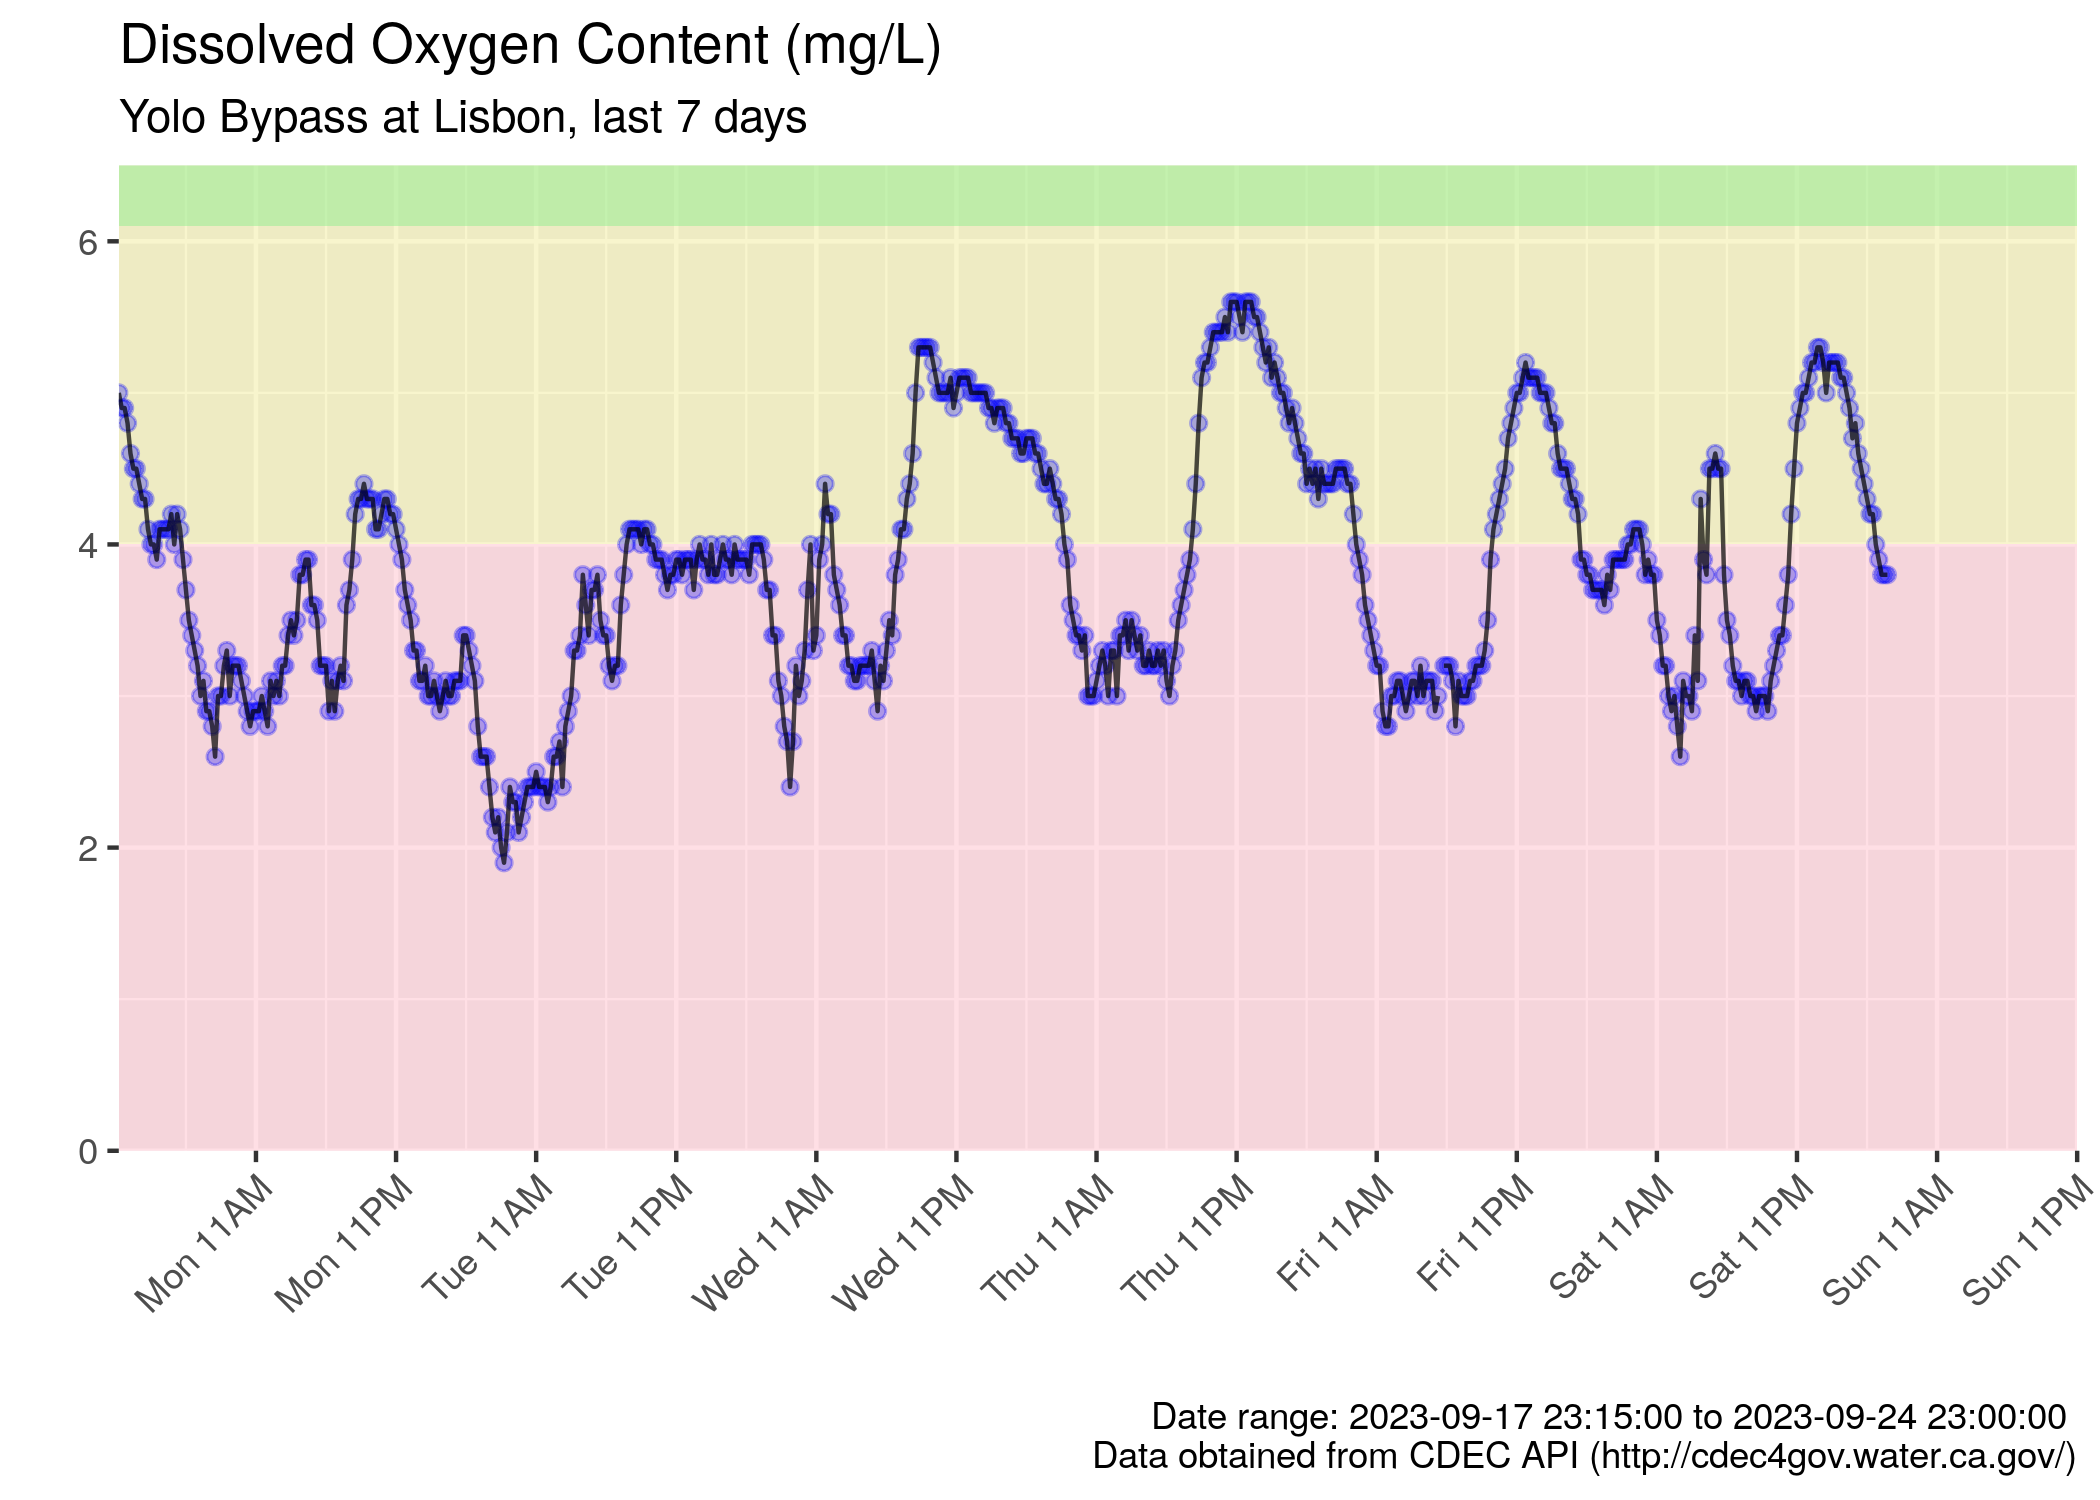 Dissolved Oxygen Content (mg/L)
Yolo Bypass at Lisbon, last 7 days
6
4
2
0
Mon 11AM
Mon 11PM
Tue 11AM
Tue 11PM
Wed 11AM
Wed 11PM
Thu 11AM
Thu 11PM
Fri 11AM
Fri 11PM
Sat 11AM
Sat 11PM
Sun 11AM
Sun 11PM
Date range: 2023-09-17 23:15:00 to 2023-09-24 23:00:00
Data obtained from CDEC API (http://cdec4gov.water.ca.gov/)